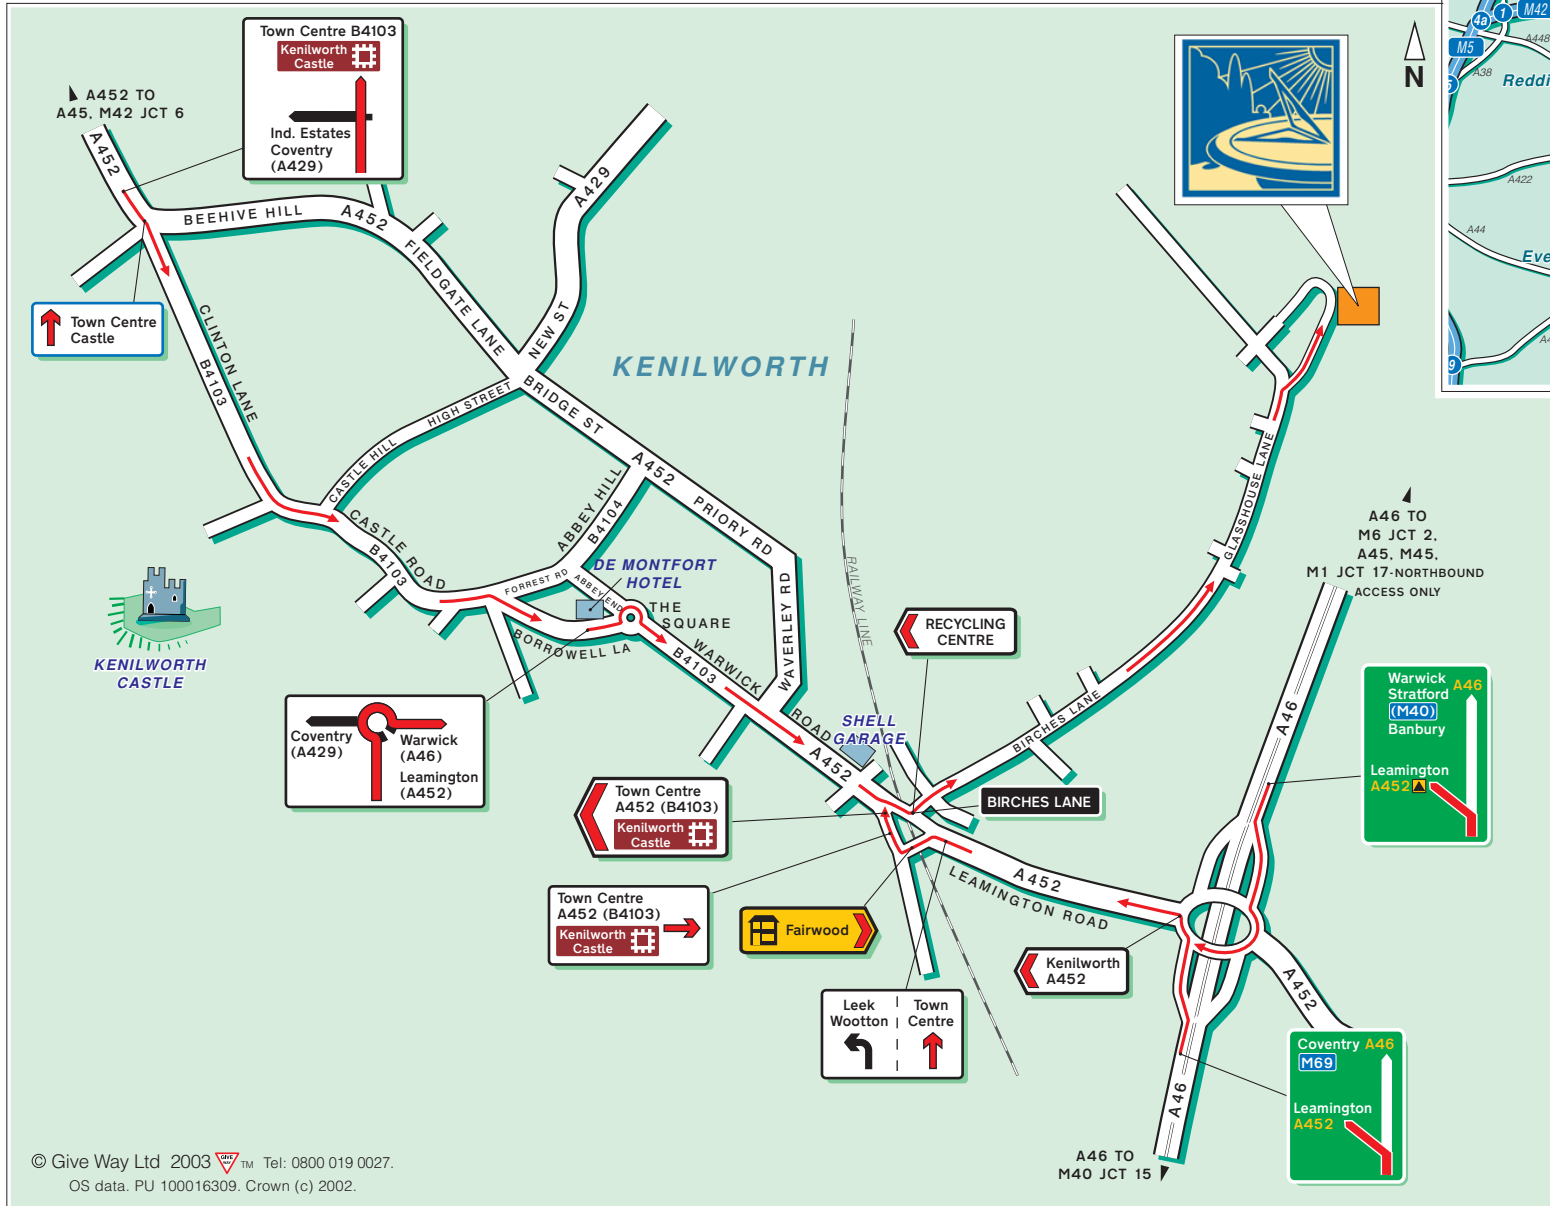 Town Centre B4103
Kenilworth
Castle
Ind. Estates
Coventry
(A429)
A452 TO
A45, M42 JCT 6
A452
BEEHIVE HILL
A452
FIELDGATE LANE
A429
NEW ST
Town Centre
Castle
CLINTON LANE
B4103
KENILWORTH
HIGH STREET
CASTLE HILL
BRIDGE ST
A452
PRIORY RD
ABBEY HILL
B4104
CASTLE ROAD
B4103
FORREST RD
ABBEY END
DE MONTFORT
HOTEL
THE
SQUARE
BORROWELL LA
WARWICK
ROAD
B4103
WAVERLEY RD
RAILWAY LINE
KENILWORTH
CASTLE
Coventry
(A429)
Warwick
(A46)
Leamington
(A452)
RECYCLING
CENTRE
SHELL
GARAGE
A452
BIRCHES LANE
GLASSHOUSE LANE
BIRCHES LANE
Town Centre
A452 (B4103)
Kenilworth
Castle
Town Centre
A452 (B4103)
Kenilworth
Castle
Fairwood
Leek
Wootton
Town
Centre
A452
LEAMINGTON ROAD
Kenilworth
A452
A46 TO
M6 JCT 2,
A45, M45,
M1 JCT 17-NORTHBOUND
ACCESS ONLY
A46
Warwick A46
Stratford
(M40)
Banbury
Leamington
A452
A452
A46
Coventry A46
M69
Leamington
A452
A46 TO
M40 JCT 15
N
4a
1
M42
M5
A448
A38
5
Reddi
A422
A44
Eve
9
© Give Way Ltd 2003 GIVE WAY TM Tel: 0800 019 0027.
OS data. PU 100016309. Crown (c) 2002.